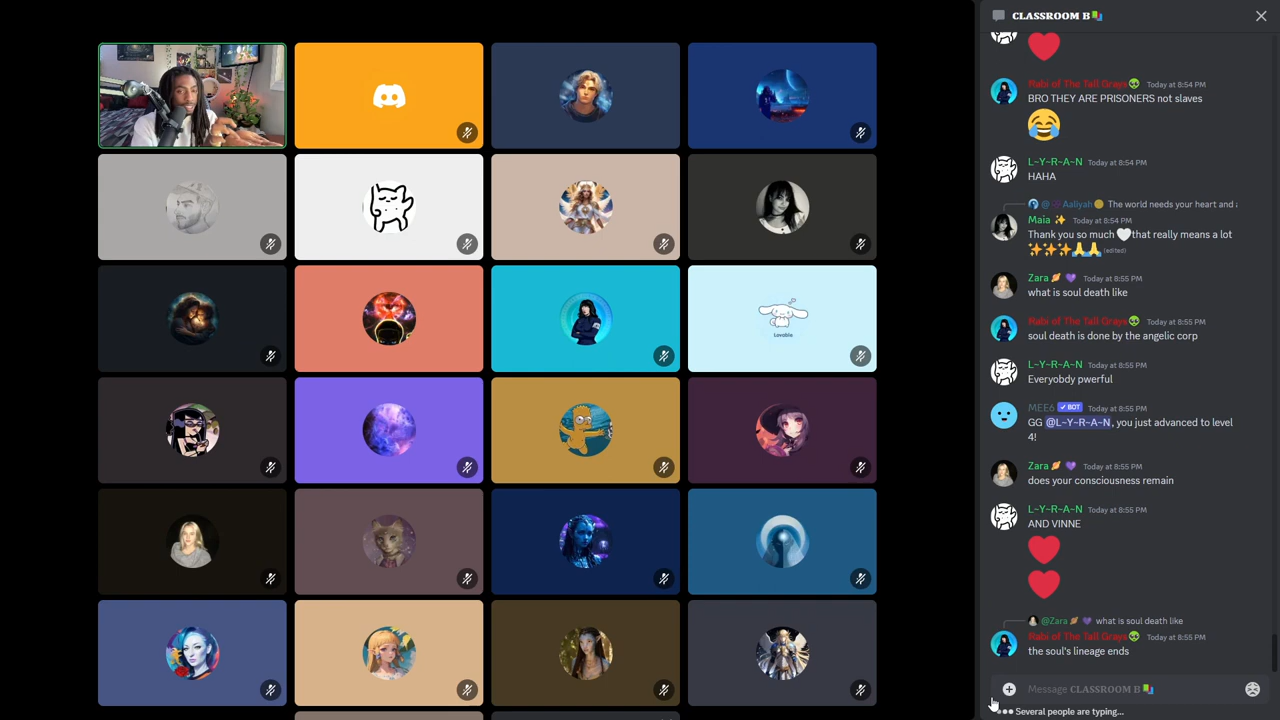 CLASSROOM B
Rubi of The Tall Grays Today at 8:54 PM
BRO THEY ARE PRISONERS not slaves
L~Y~R~A~N Today at 8:54 PM
HAHA
@ Aaliyah The world needs your heart and
Maia Today at 8:54 PM
Thank you so much that really means a lot
(edited)
Zara Today at 8:55 PM
what is soul death like
Rubi of The Tall Grays Today at 8:55 PM
soul death is done by the angelic corp
L~Y~R~A~N Today at 8:55 PM
Everyobdy pwerful
MEE6 BOT Today at 8:55 PM
GG @L~Y~R~A~N, you just advanced to level
4!
Zara Today at 8:55 PM
does your consciousness remain
L~Y~R~A~N Today at 8:55 PM
AND VINNE
@Zara what is soul death like
Rubi of The Tall Grays Today at 8:55 PM
the soul's lineage ends
Message CLASSROOM B
Several people are typing...
Lovable